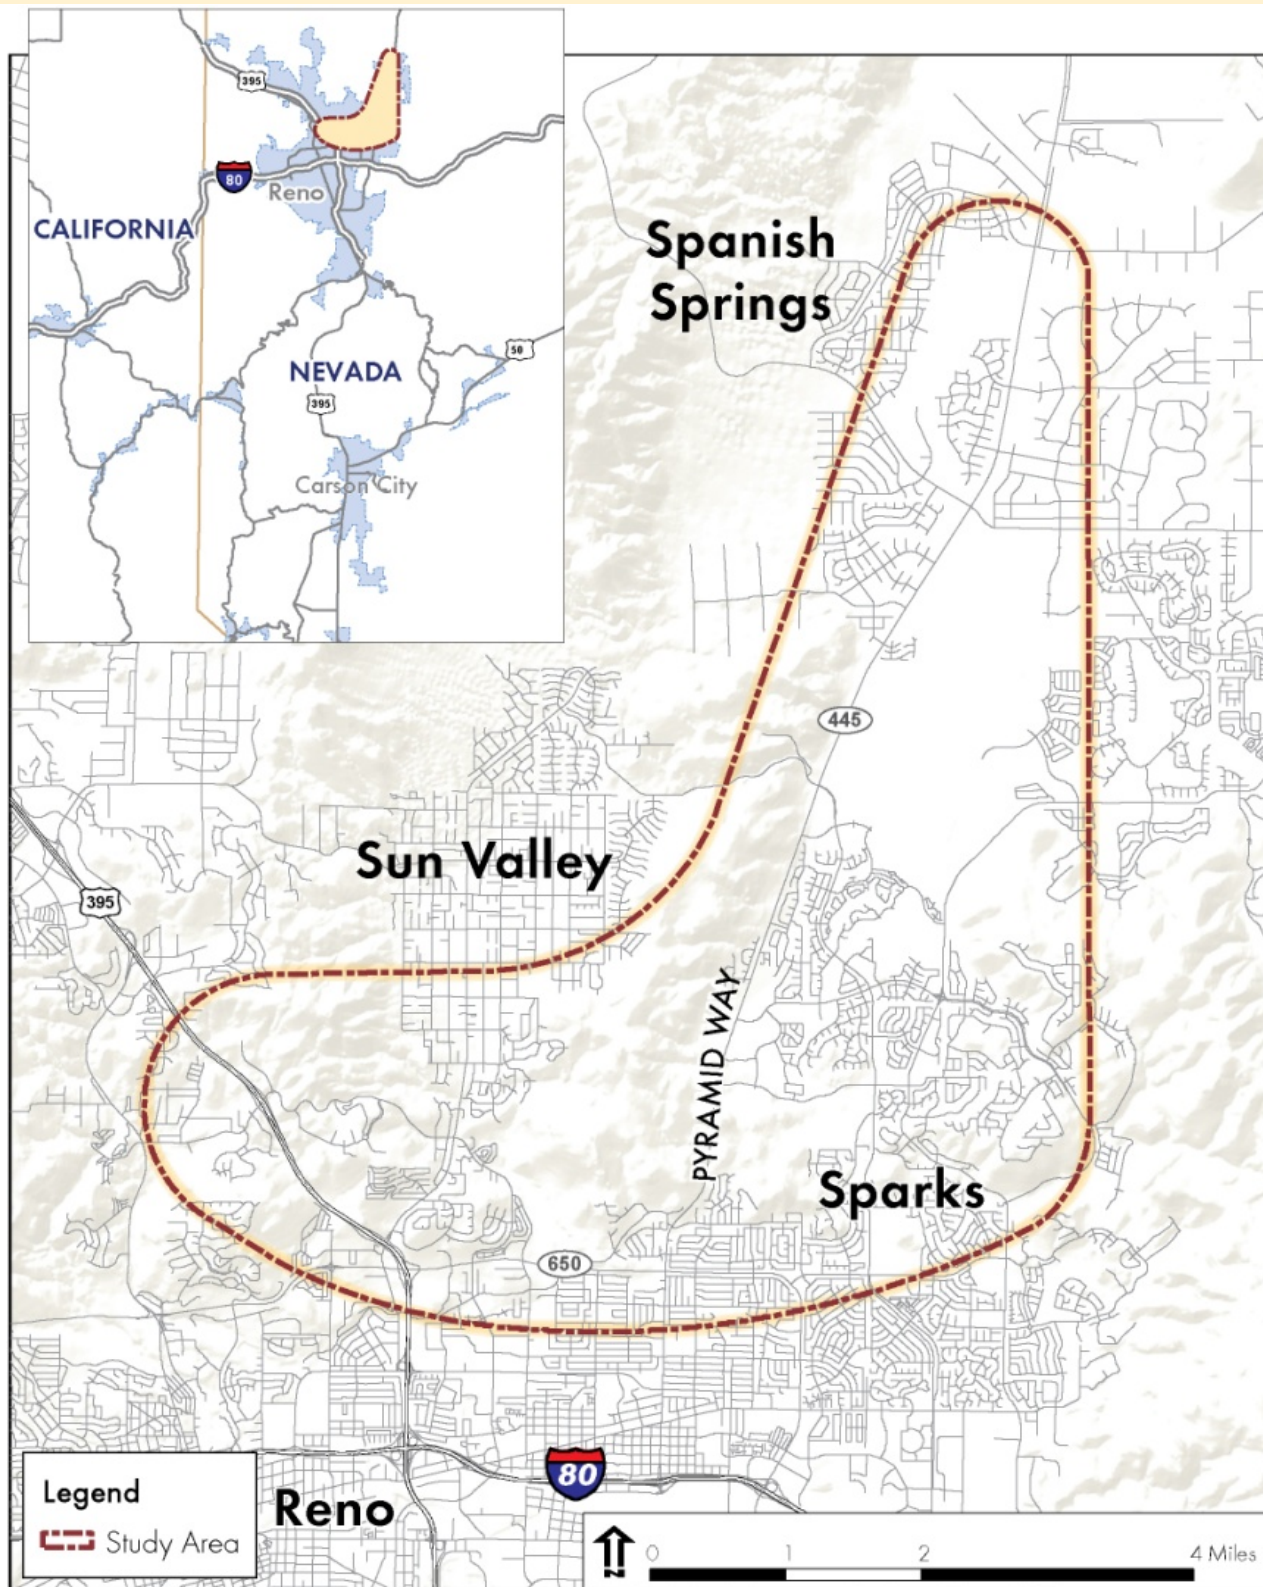 395
80
Reno
CALIFORNIA
NEVADA
50
395
Carson City
Spanish
Springs
445
Sun Valley
395
PYRAMID WAY
Sparks
650
80
Reno
Legend
Study Area
N
0 1 2 4 Miles